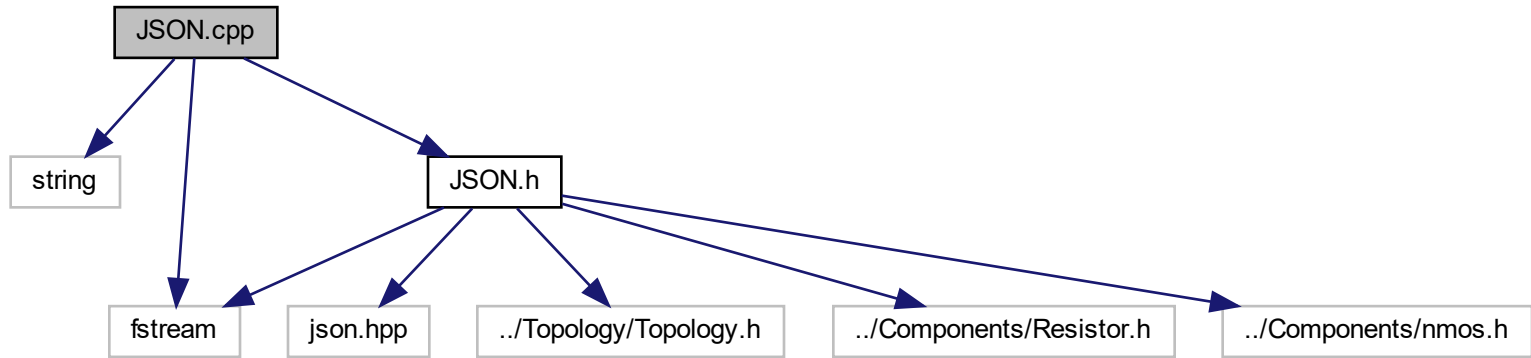 JSON.cpp
string
JSON.h
fstream
json.hpp
../Topology/Topology.h
../Components/Resistor.h
../Components/nmos.h